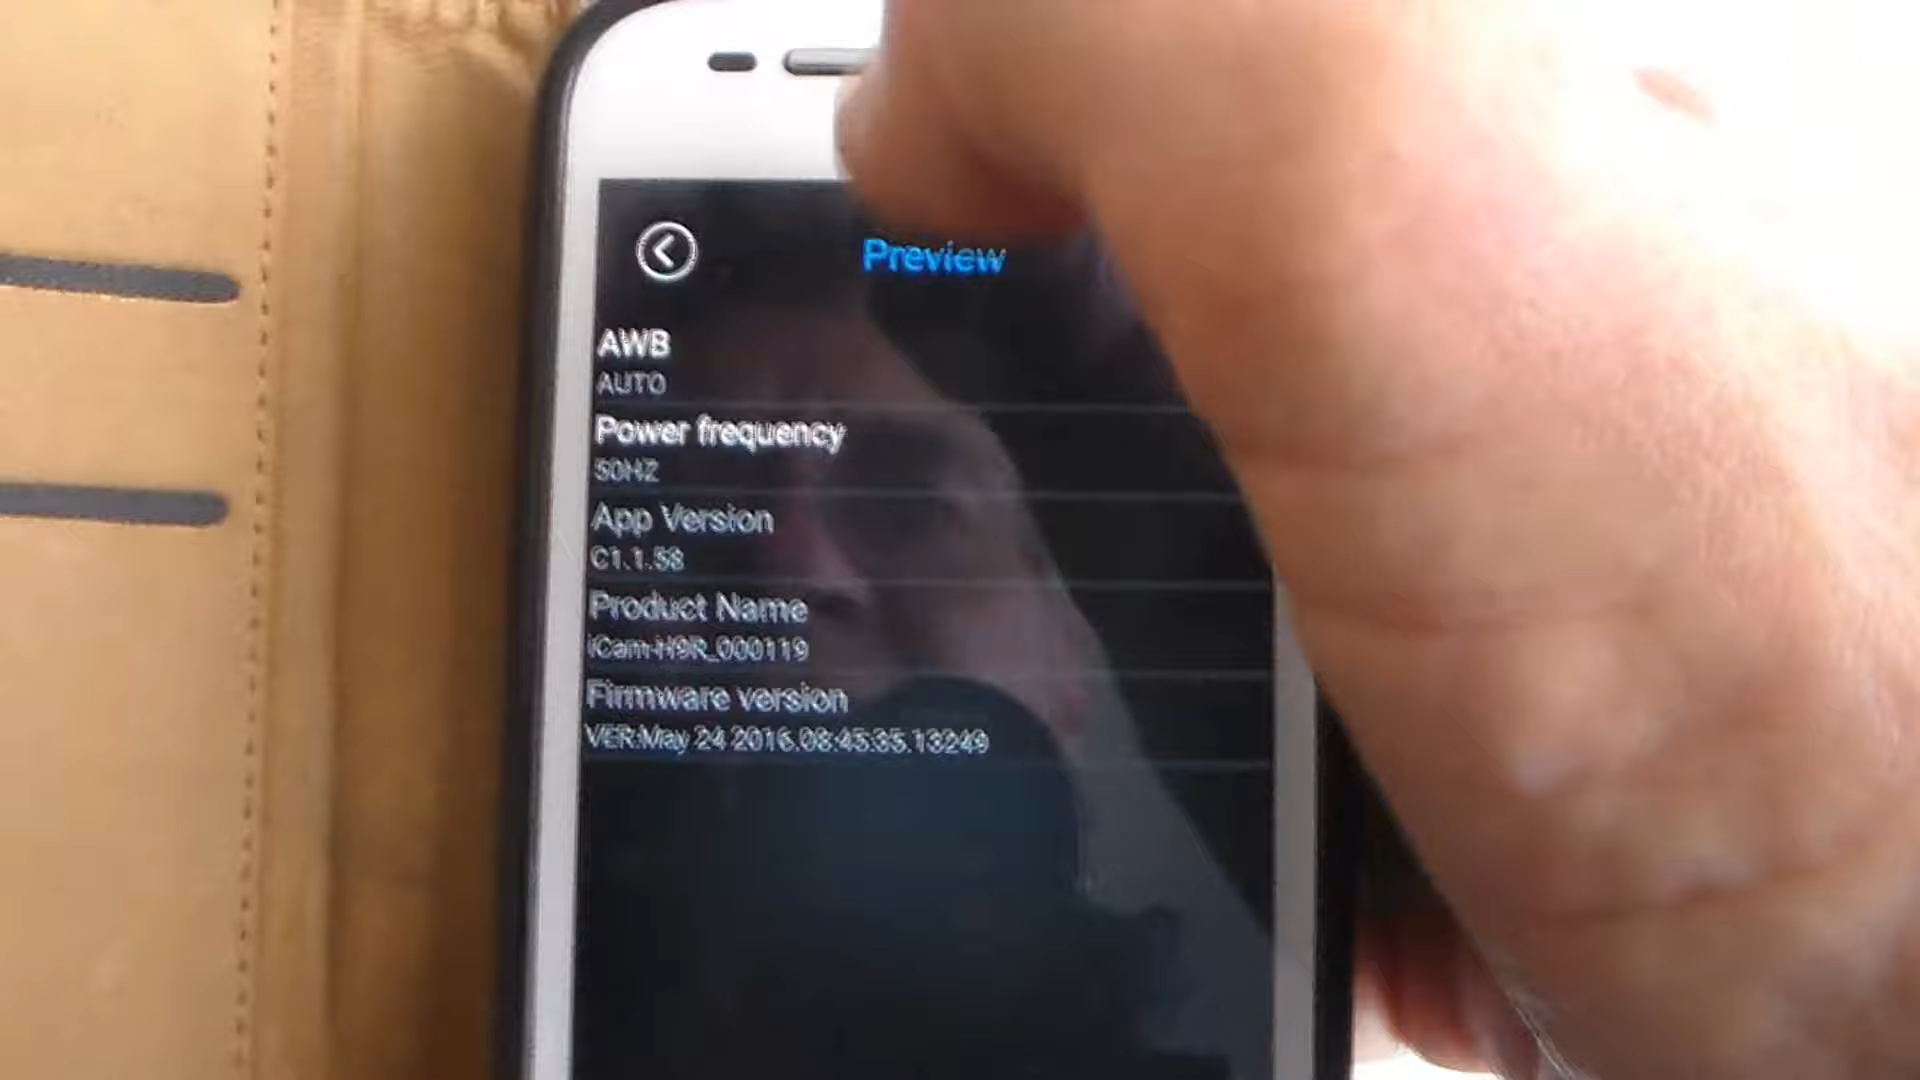 Preview
AWB
AUTO
Power frequency
50HZ
App Version
C1.1.58
Product Name
iCam-H9R_000119
Firmware version
VER:May 24 2016.08:45:35.13249